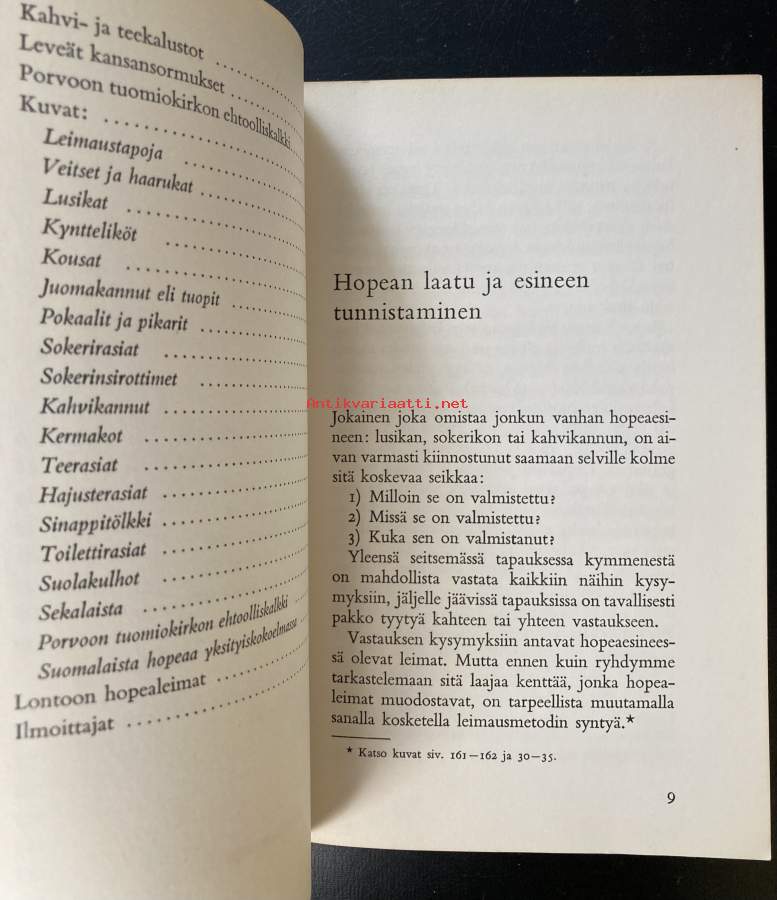 Kahvi- ja teekalustot
Leveät kansansormukset
Porvoon tuomiokirkon ehtoolliskalkki
Kuvat:
Leimaustapoja
Veitset ja haarukat
Lusikat
Kyntteliköt
Kousat
Juomakannut eli tuopit
Pokaalit ja pikarit
Sokerirasiat
Sokerinsirottimet
Kahvikannut
Kermakot
Teerasiat
Hajusterasiat
Sinappitölkki
Toilettirasiat
Suolakulhot
Sekalaista
Porvoon tuomiokirkon ehtoolliskalkki
Suomalaista hopeaa yksityiskokoelmassa
Lontoon hopealeimat
Ilmoittajat
Hopean laatu ja esineen
tunnistaminen
Antikvariaatti.net
Jokainen joka omistaa jonkun vanhan hopeaesi-
neen: lusikan, sokerikon tai kahvikannun, on ai-
van varmasti kiinnostunut saamaan selville kolme
sitä koskevaa seikkaa:
1) Milloin se on valmistettu?
2) Missä se on valmistettu?
3) Kuka sen on valmistanut?
Yleensä seitsemässä tapauksessa kymmenestä
on mahdollista vastata kaikkiin näihin kysy-
myksiin, jäljelle jäävissä tapauksissa on tavallisesti
pakko tyytyä kahteen tai yhteen vastaukseen.
Vastauksen kysymyksiin antavat hopeaesinees-
sä olevat leimat. Mutta ennen kuin ryhdymme
tarkastelemaan sitä laajaa kenttää, jonka hopea-
leimat muodostavat, on tarpeellista muutamalla
sanalla kosketella leimausmetodin syntyä.*
* Katso kuvat siv. 161—162 ja 30—35.
9